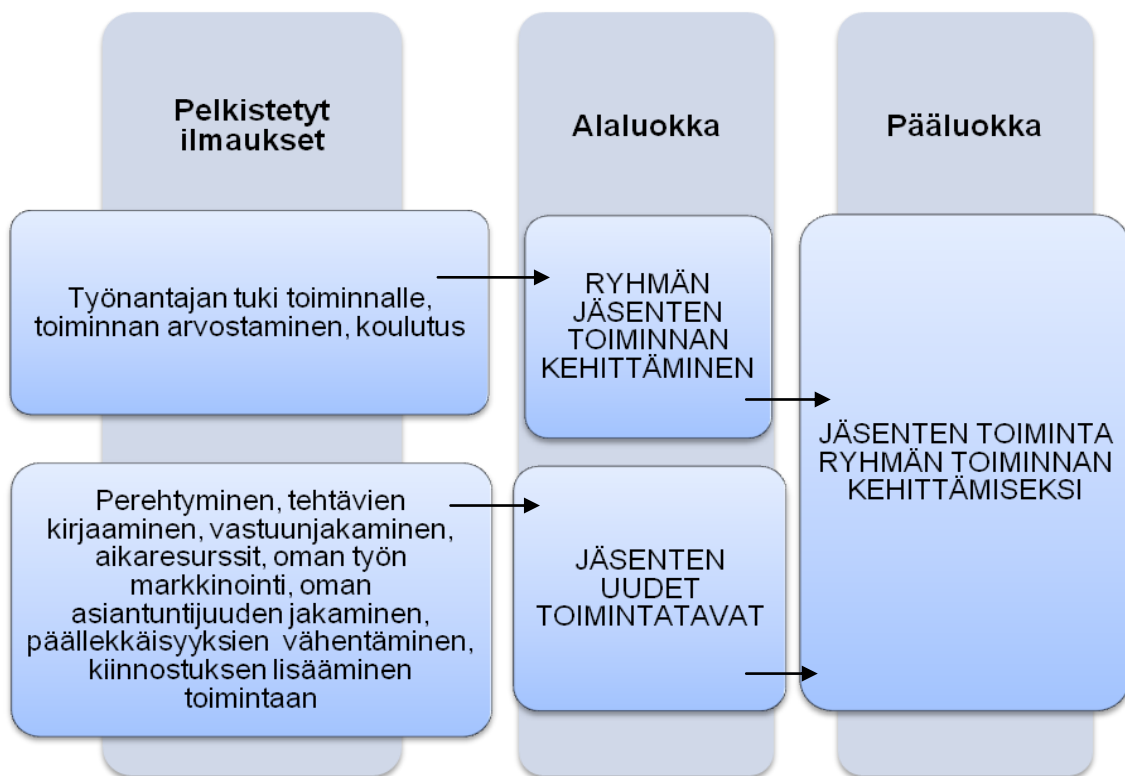 Pelkistetyt
ilmaukset
Alaluokka
Pääluokka
Työnantajan tuki toiminnalle,
toiminnan arvostaminen, koulutus
RYHMÄN
JÄSENTEN
TOIMINNAN
KEHITTÄMINEN
JÄSENTEN TOIMINTA
RYHMÄN TOIMINNAN
KEHITTÄMISEKSI
Perehtyminen, tehtävien
kirjaaminen, vastuunjakaminen,
aikaresurssit, oman työn
markkinointi, oman
asiantuntijuuden jakaminen,
päällekkäisyyksien vähentäminen,
kiinnostuksen lisääminen
toimintaan
JÄSENTEN
UUDET
TOIMINTATAVAT